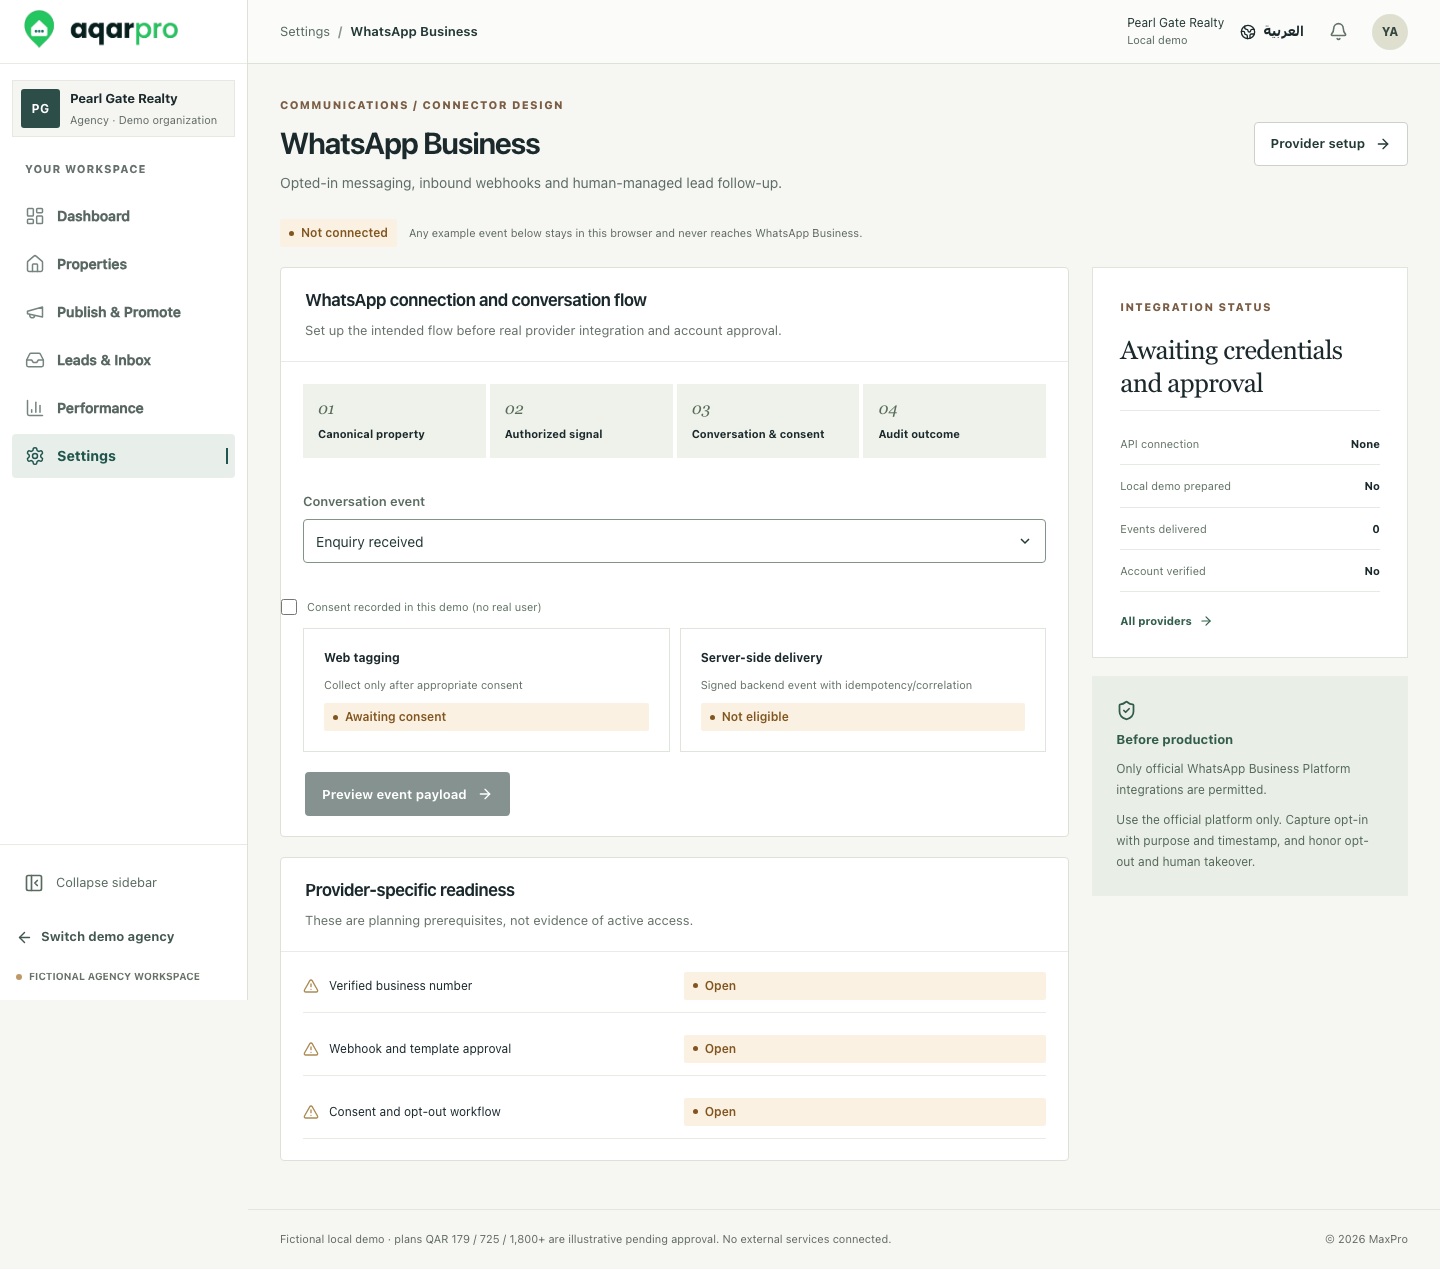 aqarpro
Settings / WhatsApp Business
Pearl Gate Realty
Local demo
العربية
YA
PG
Pearl Gate Realty
Agency · Demo organization
YOUR WORKSPACE
Dashboard
Properties
Publish & Promote
Leads & Inbox
Performance
Settings
Collapse sidebar
Switch demo agency
FICTIONAL AGENCY WORKSPACE
COMMUNICATIONS / CONNECTOR DESIGN
WhatsApp Business
Provider setup
Opted-in messaging, inbound webhooks and human-managed lead follow-up.
Not connected
Any example event below stays in this browser and never reaches WhatsApp Business.
WhatsApp connection and conversation flow
Set up the intended flow before real provider integration and account approval.
01
Canonical property
02
Authorized signal
03
Conversation & consent
04
Audit outcome
Conversation event
Enquiry received
Consent recorded in this demo (no real user)
Web tagging
Collect only after appropriate consent
Awaiting consent
Server-side delivery
Signed backend event with idempotency/correlation
Not eligible
Preview event payload
Provider-specific readiness
These are planning prerequisites, not evidence of active access.
Verified business number
Open
Webhook and template approval
Open
Consent and opt-out workflow
Open
INTEGRATION STATUS
Awaiting credentials
and approval
API connection None
Local demo prepared No
Events delivered 0
Account verified No
All providers
Before production
Only official WhatsApp Business Platform
integrations are permitted.
Use the official platform only. Capture opt-in
with purpose and timestamp, and honor opt-
out and human takeover.
Fictional local demo · plans QAR 179 / 725 / 1,800+ are illustrative pending approval. No external services connected.
© 2026 MaxPro